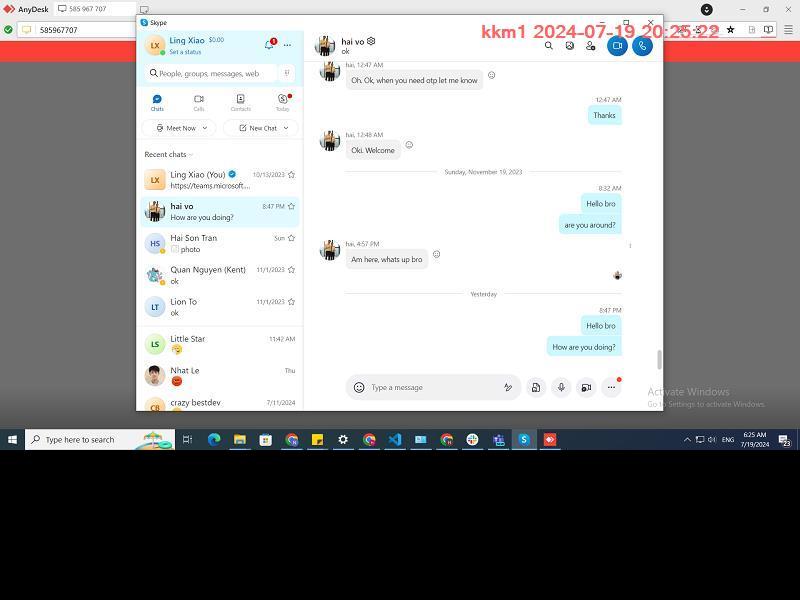 AnyDesk
585 967 707
Skype
585967707
kkm1 2024-07-19 20:25:22
Ling Xiao $0.00
Set a status
LX
People, groups, messages, web
Chats
Calls
Contacts
Today
Meet Now
New Chat
Recent chats
LX
Ling Xiao (You)
10/13/2023
https://teams.microsoft....
hai vo
8:47 PM
How are you doing?
HS
Hai Son Tran
Sun
photo
Quan Nguyen (Kent)
11/1/2023
ok
LT
Lion To
11/1/2023
ok
LS
Little Star
11:42 AM
Nhat Le
Thu
CB
crazy bestdev
7/11/2024
hai vo
ok
hai, 12:47 AM
Oh. Ok, when you need otp let me know
12:47 AM
Thanks
hai, 12:48 AM
Oki. Welcome
Sunday, November 19, 2023
8:32 AM
Hello bro
are you around?
hai, 4:57 PM
Am here, whats up bro
Yesterday
8:47 PM
Hello bro
How are you doing?
Type a message
Activate Windows
Go to Settings to activate Windows.
Type here to search
ENG
6:25 AM
7/19/2024
23